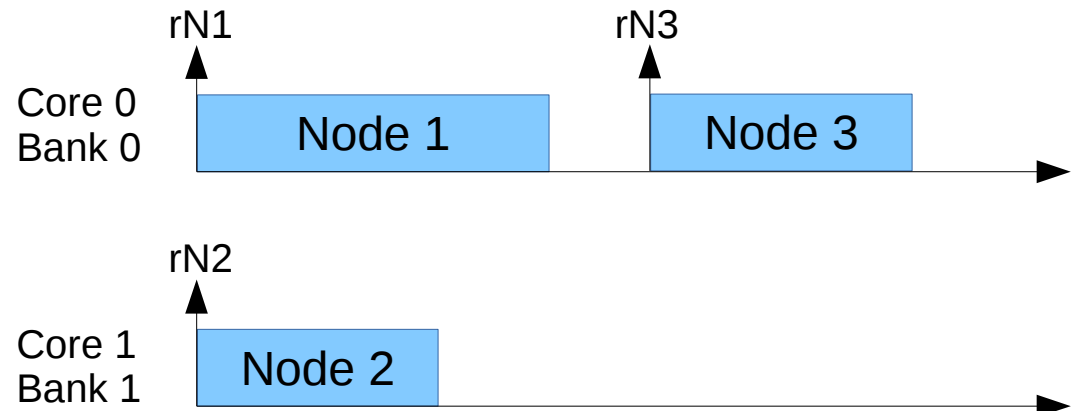 rN1
rN3
Core 0
Bank 0
Node 1
Node 3
rN2
Core 1
Bank 1
Node 2